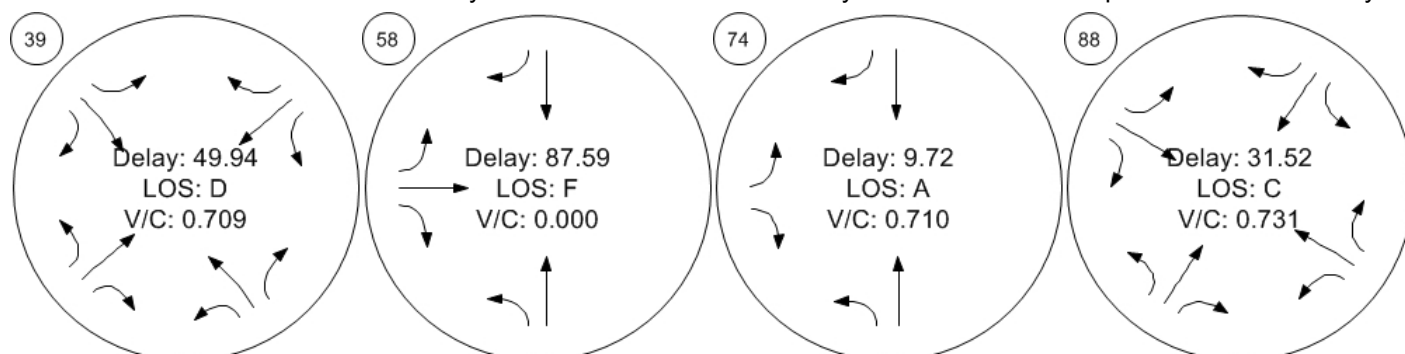 39
Delay: 49.94
LOS: D
V/C: 0.709
58
Delay: 87.59
LOS: F
V/C: 0.000
74
Delay: 9.72
LOS: A
V/C: 0.710
88
Delay: 31.52
LOS: C
V/C: 0.731